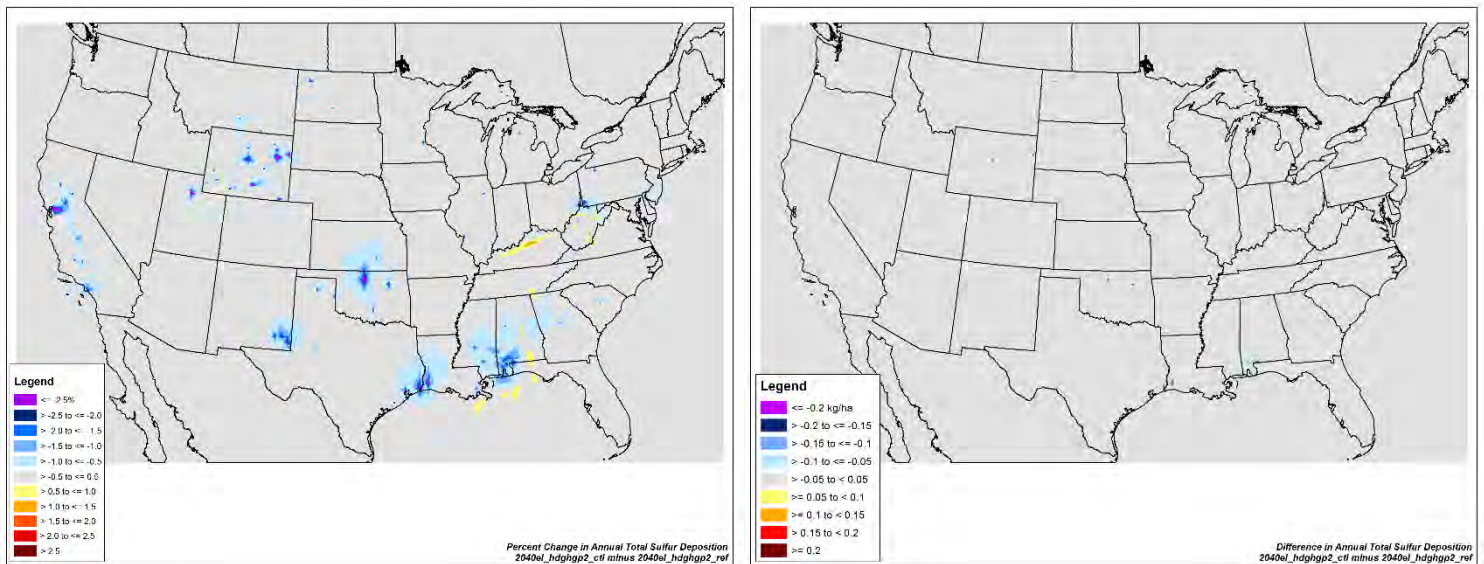 Legend
<= -2.5%
> -2.5 to <= -2.0
> -2.0 to <= -1.5
> -1.5 to <= -1.0
> -1.0 to <= -0.5
> -0.5 to <= 0.5
> 0.5 to <= 1.0
> 1.0 to <= 1.5
> 1.5 to <= 2.0
> 2.0 to <= 2.5
> 2.5
Percent Change in Annual Total Sulfur Deposition
2040el_hdghgp2_ctl minus 2040el_hdghgp2_ref
Legend
<= -0.2 kg/ha
> -0.2 to <= -0.15
> -0.15 to <= -0.1
> -0.1 to <= -0.05
> -0.05 to < 0.05
>= 0.05 to < 0.1
>= 0.1 to < 0.15
> 0.15 to < 0.2
>= 0.2
Difference in Annual Total Sulfur Deposition
2040el_hdghgp2_ctl minus 2040el_hdghgp2_ref